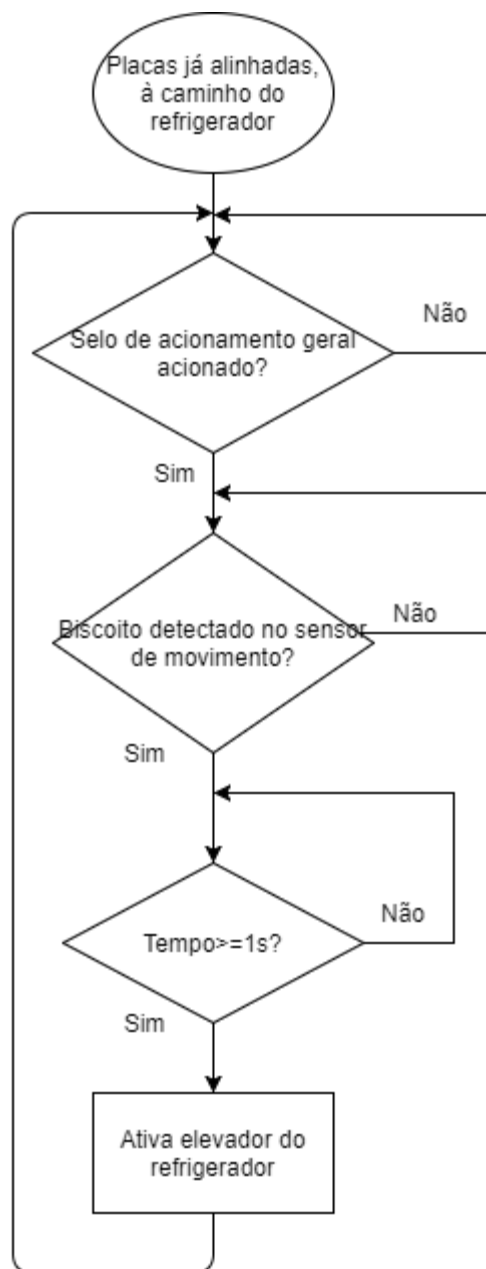 Placas já alinhadas,
à caminho do
refrigerador
Selo de acionamento geral
acionado?
Não
Sim
Biscoito detectado no sensor
de movimento?
Não
Sim
Tempo>=1s?
Não
Sim
Ativa elevador do
refrigerador